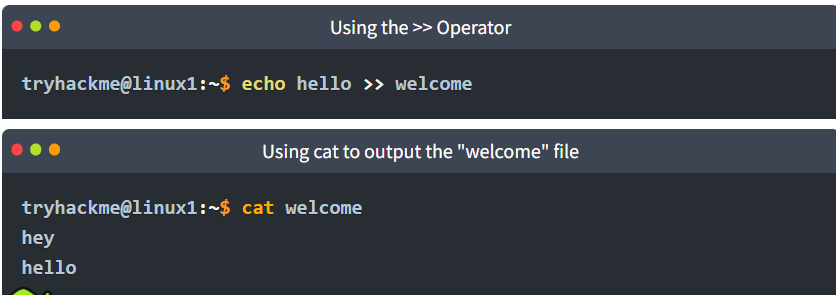 Using the >> Operator
tryhackme@linux1:~$ echo hello >> welcome
Using cat to output the "welcome" file
tryhackme@linux1:~$ cat welcome
hey
hello